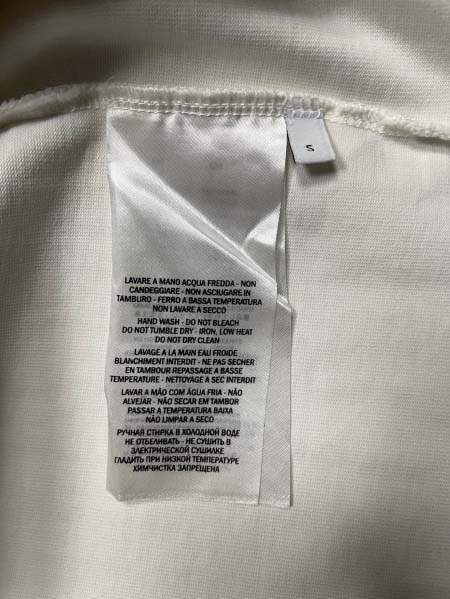 S
LAVARE A MANO ACQUA FREDDA - NON
CANDEGGIARE - NON ASCIUGARE IN
TAMBURO - FERRO A BASSA TEMPERATURA
NON LAVARE A SECCO
HAND WASH - DO NOT BLEACH
DO NOT TUMBLE DRY - IRON, LOW HEAT
DO NOT DRY CLEAN
LAVAGE A LA MAIN EAU FROIDE
BLANCHIMENT INTERDIT - NE PAS SECHER
EN TAMBOUR REPASSAGE A BASSE
TEMPERATURE - NETTOYAGE A SEC INTERDIT
LAVAR A MÃO COM ÁGUA FRIA - NÃO
ALVEJAR - NÃO SECAR EM TAMBOR
PASSAR A TEMPERATURA BAIXA
NÃO LIMPAR A SECO
РУЧНАЯ СТИРКА В ХОЛОДНОЙ ВОДЕ
НЕ ОТБЕЛИВАТЬ - НЕ СУШИТЬ В
ЭЛЕКТРИЧЕСКОЙ СУШИЛКЕ
ГЛАДИТЬ ПРИ НИЗКОЙ ТЕМПЕРАТУРЕ
ХИМЧИСТКА ЗАПРЕЩЕНА